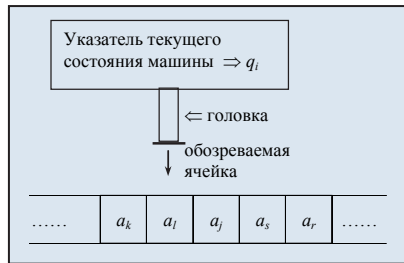 Указатель текущего
состояния машины ⇒ qᵢ
⇐ головка
обозреваемая
ячейка
...... aₖ aₗ aⱼ aₛ aᵣ ......